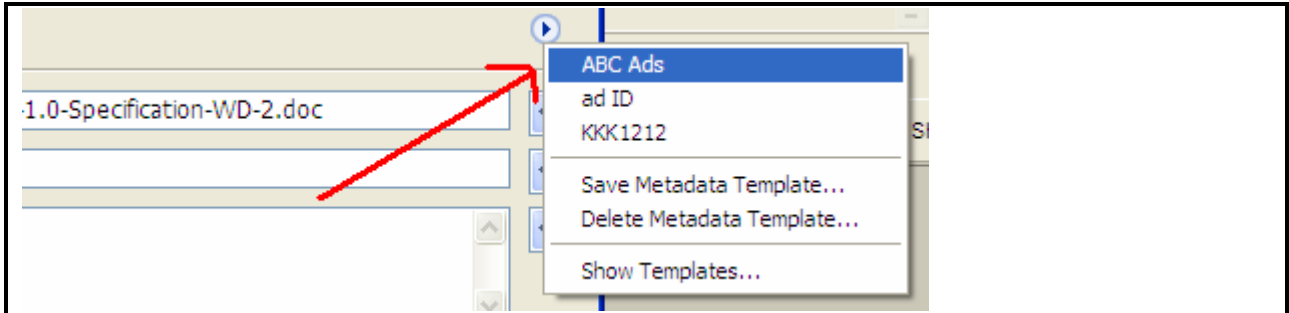 ABC Ads
-1.0-Specification-WD-2.doc
ad ID
KKK1212
Save Metadata Template...
Delete Metadata Template...
Show Templates...